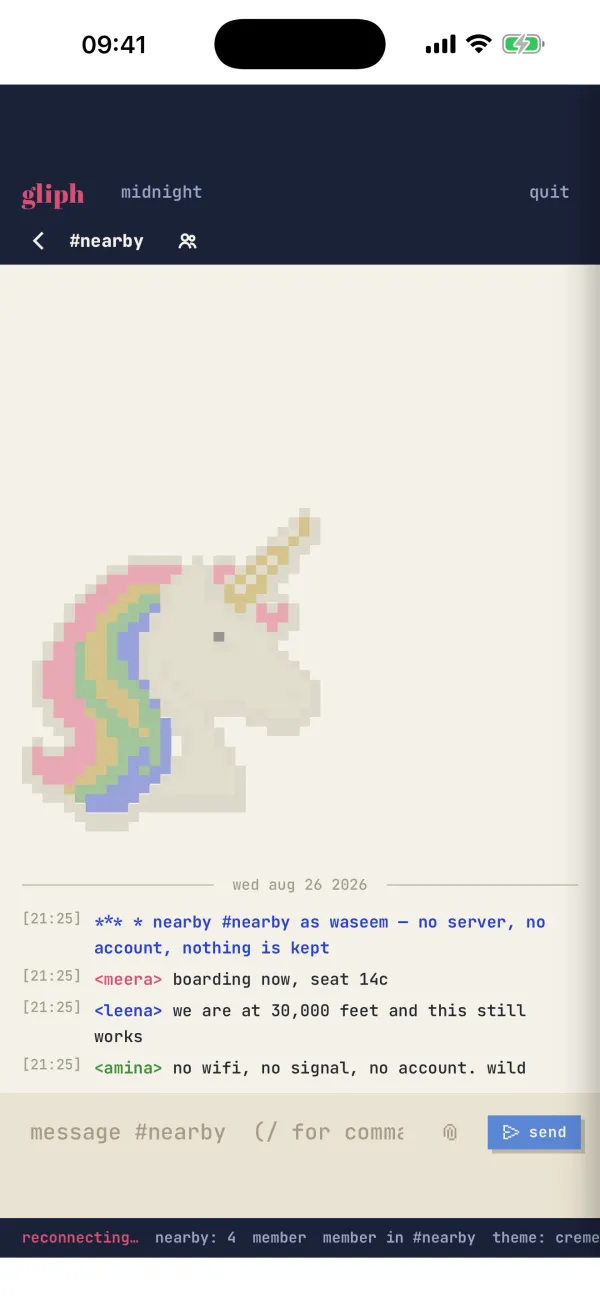 09:41
gliph midnight quit
#nearby
wed aug 26 2026
[21:25] *** * nearby #nearby as waseem — no server, no
account, nothing is kept
[21:25] <meera> boarding now, seat 14c
[21:25] <leena> we are at 30,000 feet and this still
works
[21:25] <amina> no wifi, no signal, no account. wild
message #nearby (/ for comma
send
reconnecting… nearby: 4 member member in #nearby theme: creme